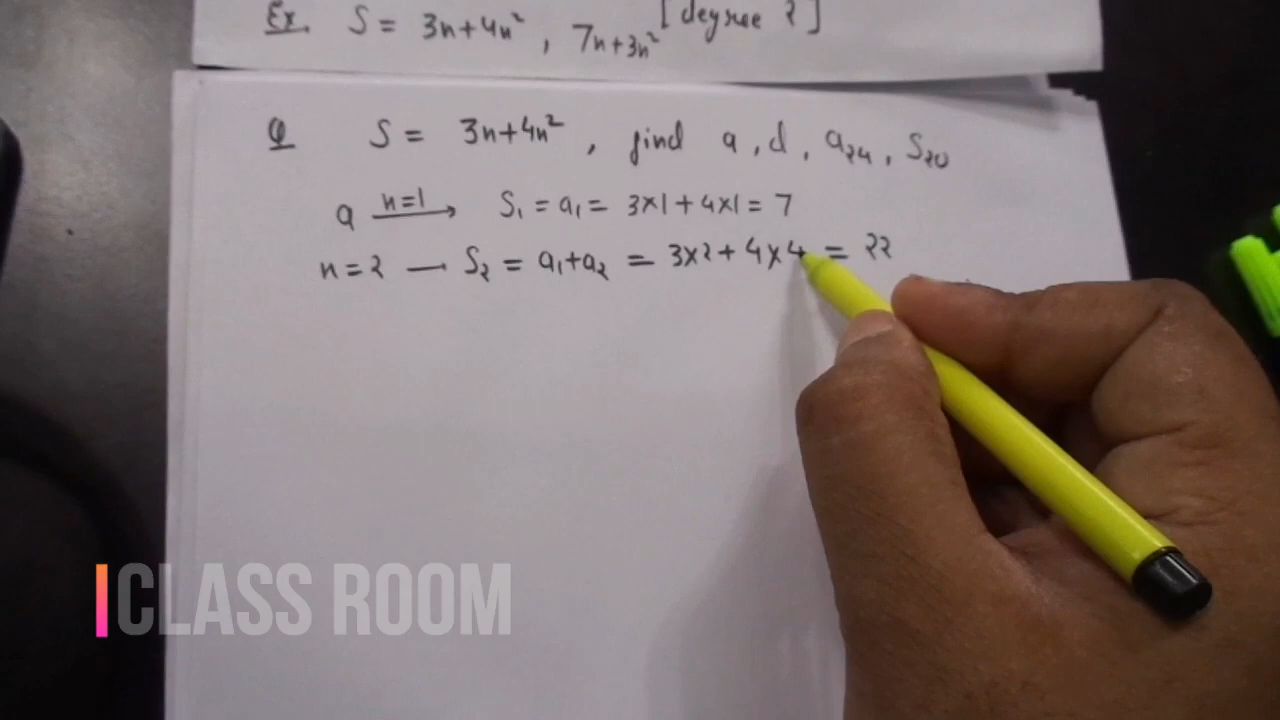 Ex. S = 3n+4n², 7n+3n² [degree 2]
Q S = 3n+4n², find a, d, a₂₄, S₂₀
a n=1 → S₁ = a₁ = 3×1+4×1 = 7
n=2 — S₂ = a₁+a₂ = 3×2+4×4 = 22
CLASS ROOM